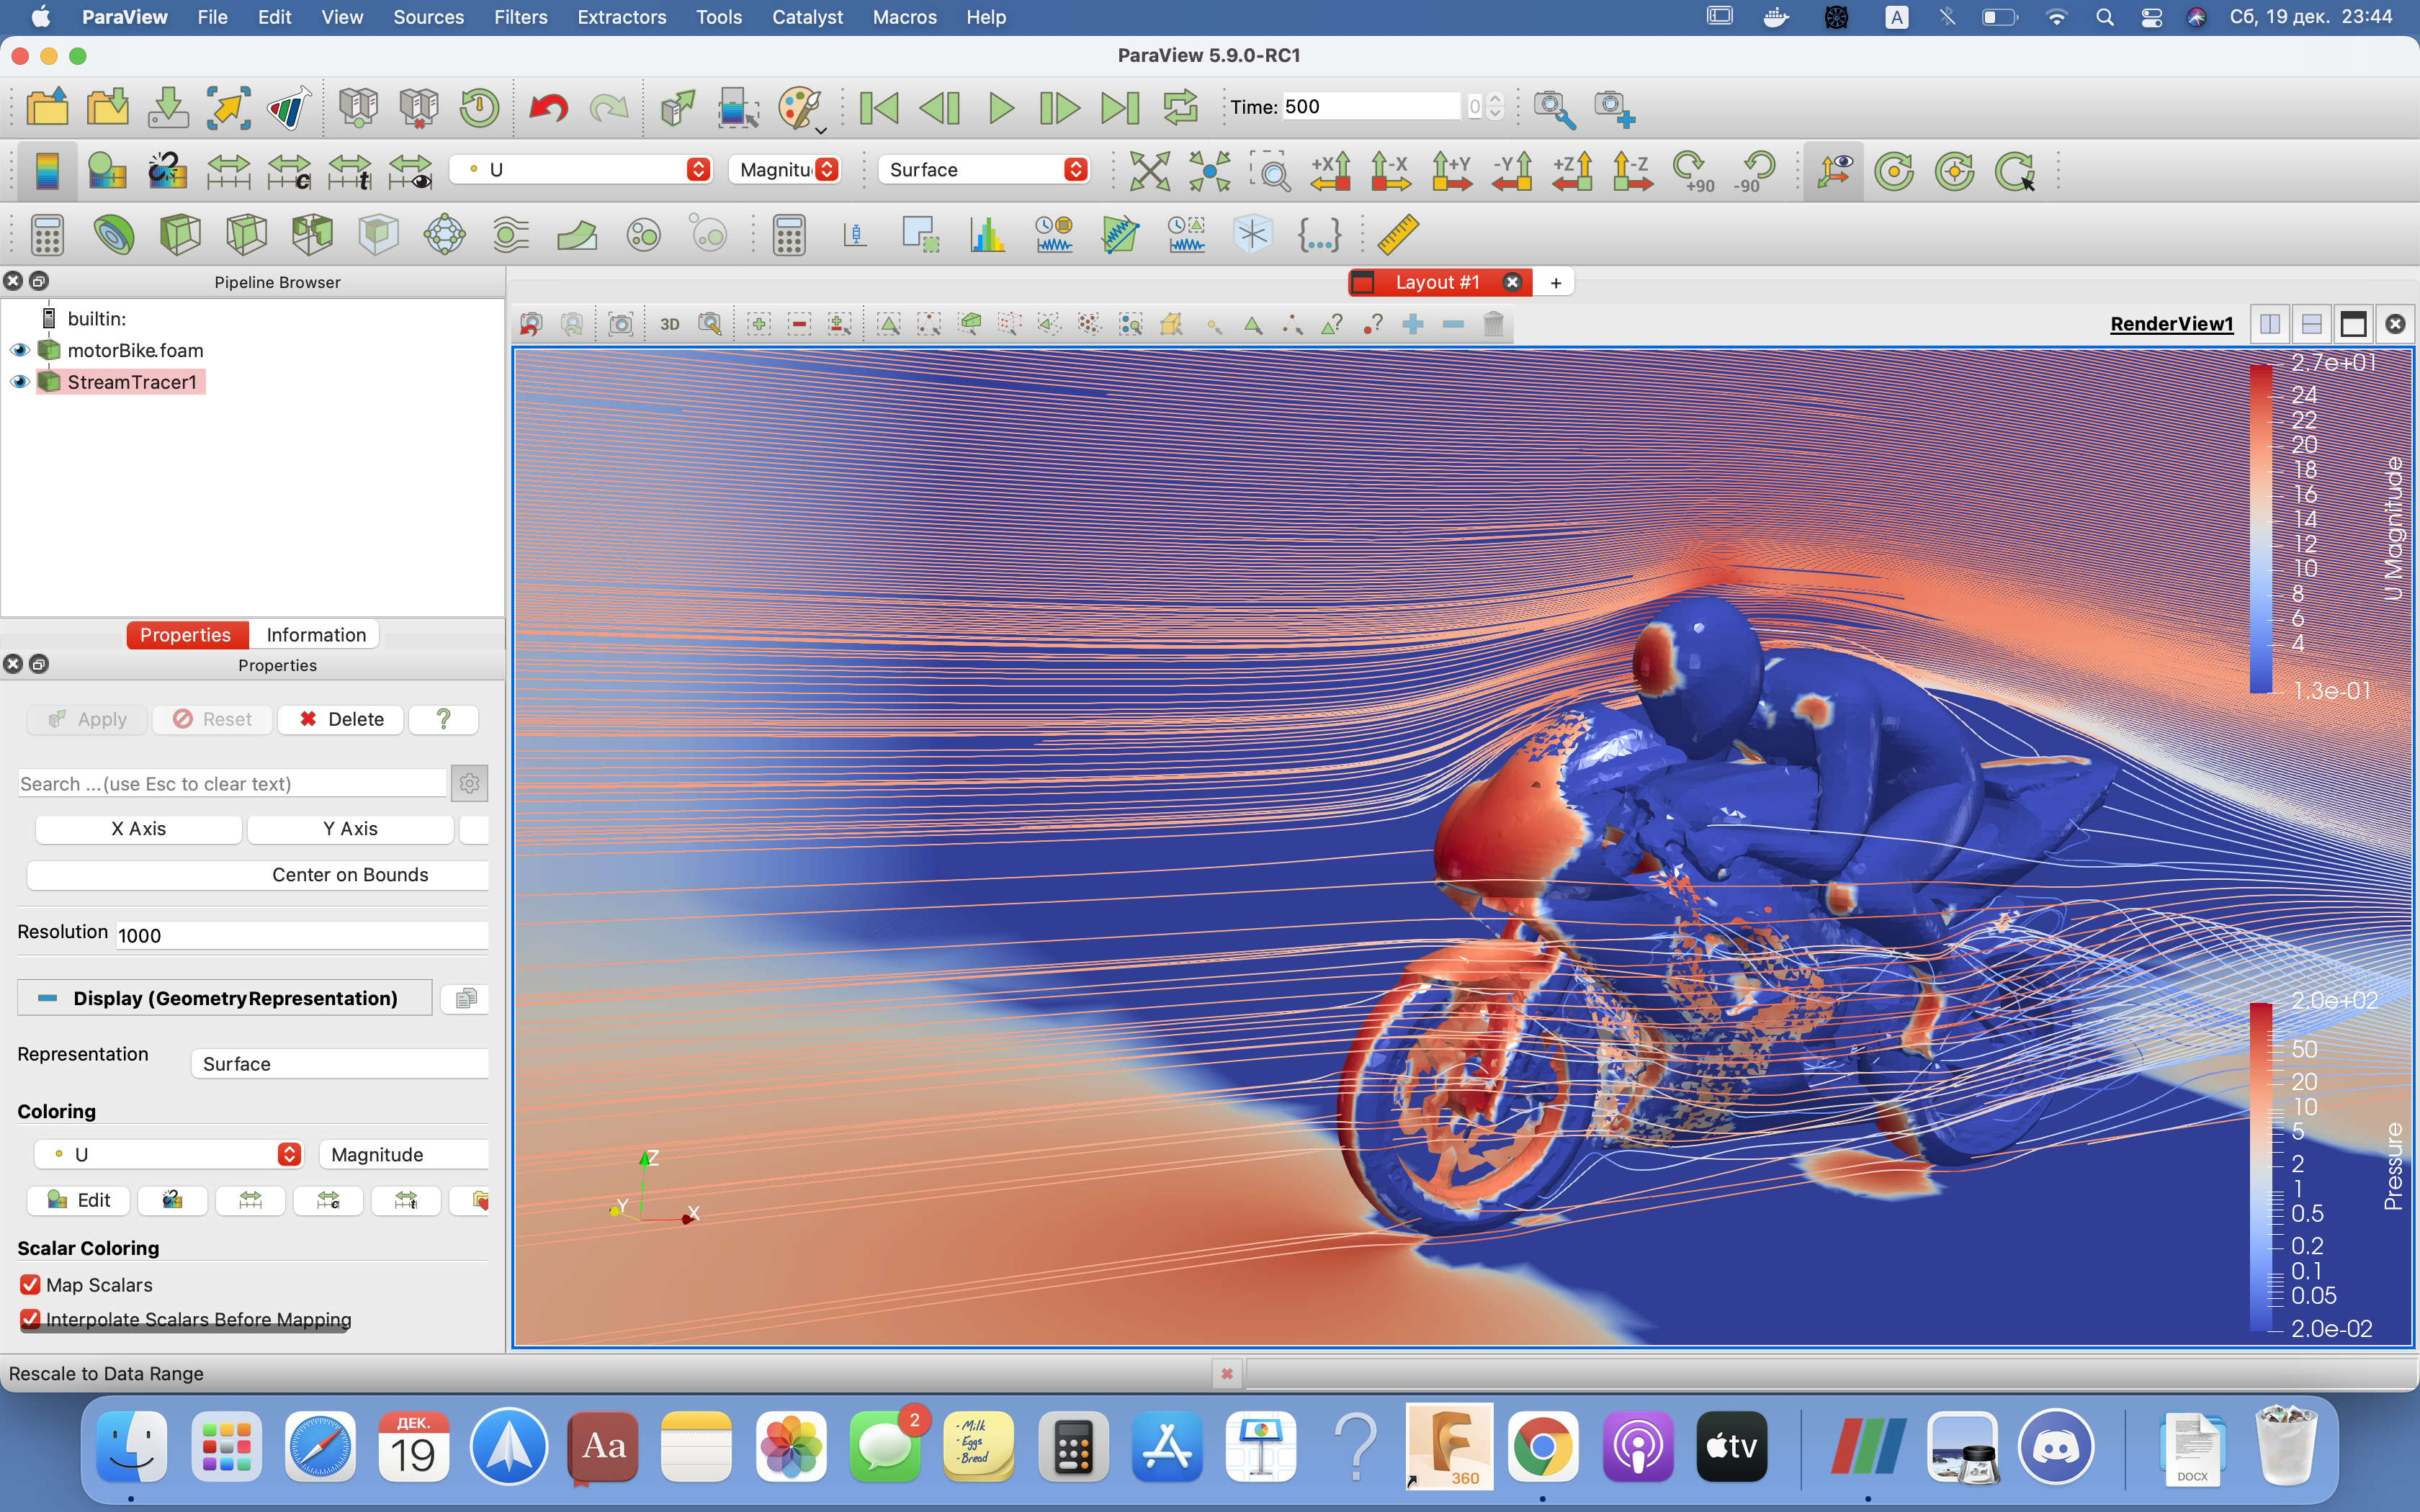 ParaView File Edit View Sources Filters Extractors Tools Catalyst Macros Help A Сб, 19 дек. 23:44
ParaView 5.9.0-RC1
Time: 500 0
U Magnitu Surface +X -X +Y -Y +Z -Z +90 -90
c t
Pipeline Browser
Layout #1 +
builtin:
motorBike.foam
StreamTracer1
3D RenderView1
Properties Information
Properties
Apply Reset Delete ?
Search ...(use Esc to clear text)
X Axis Y Axis
Center on Bounds
Resolution 1000
Display (GeometryRepresentation)
Representation Surface
Coloring
U Magnitude
Edit
Scalar Coloring
Map Scalars
Interpolate Scalars Before Mapping
2.7e+01
24
22
20
18
16
14
12
10
8
6
4
1.3e-01
U Magnitude
2.0e+02
50
20
10
5
2
1
0.5
0.2
0.1
0.05
2.0e-02
Pressure
Z
Y
X
Rescale to Data Range
ДЕК.
19
Aa
2
- Milk
- Eggs
- Bread
?
360
tv
DOCX